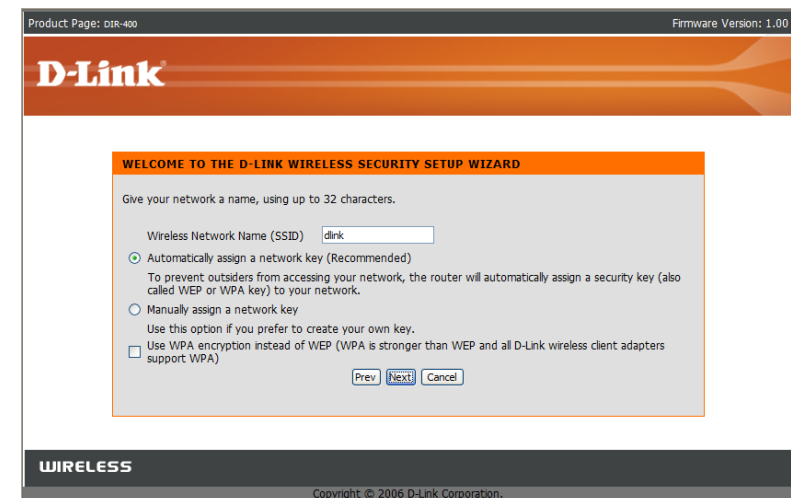 Product Page: DIR-400 Firmware Version: 1.00
D-Link®
WELCOME TO THE D-LINK WIRELESS SECURITY SETUP WIZARD
Give your network a name, using up to 32 characters.
Wireless Network Name (SSID) dlink
Automatically assign a network key (Recommended)
To prevent outsiders from accessing your network, the router will automatically assign a security key (also
called WEP or WPA key) to your network.
Manually assign a network key
Use this option if you prefer to create your own key.
Use WPA encryption instead of WEP (WPA is stronger than WEP and all D-Link wireless client adapters
support WPA)
Prev Next Cancel
WIRELESS
Copyright © 2006 D-Link Corporation.